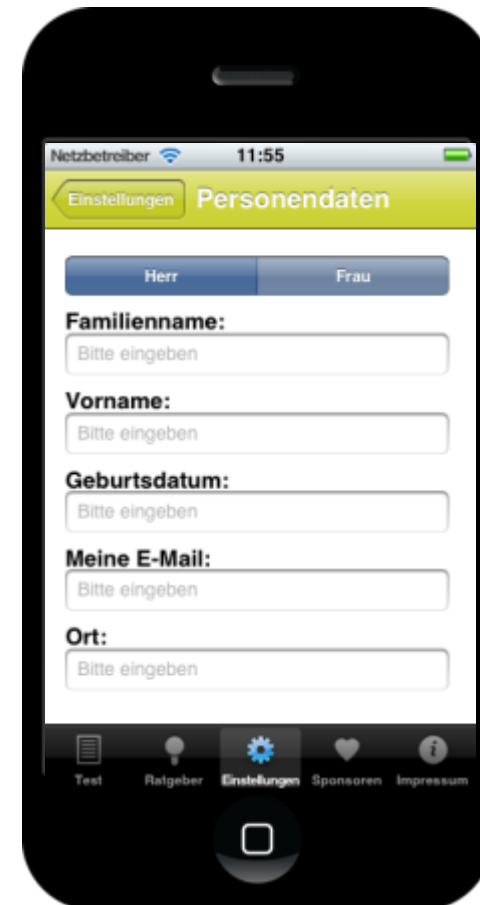 Netzbetreiber 11:55
Einstellungen Personendaten
Herr Frau
Familienname:
Bitte eingeben
Vorname:
Bitte eingeben
Geburtsdatum:
Bitte eingeben
Meine E-Mail:
Bitte eingeben
Ort:
Bitte eingeben
Test Ratgeber Einstellungen Sponsoren Impressum